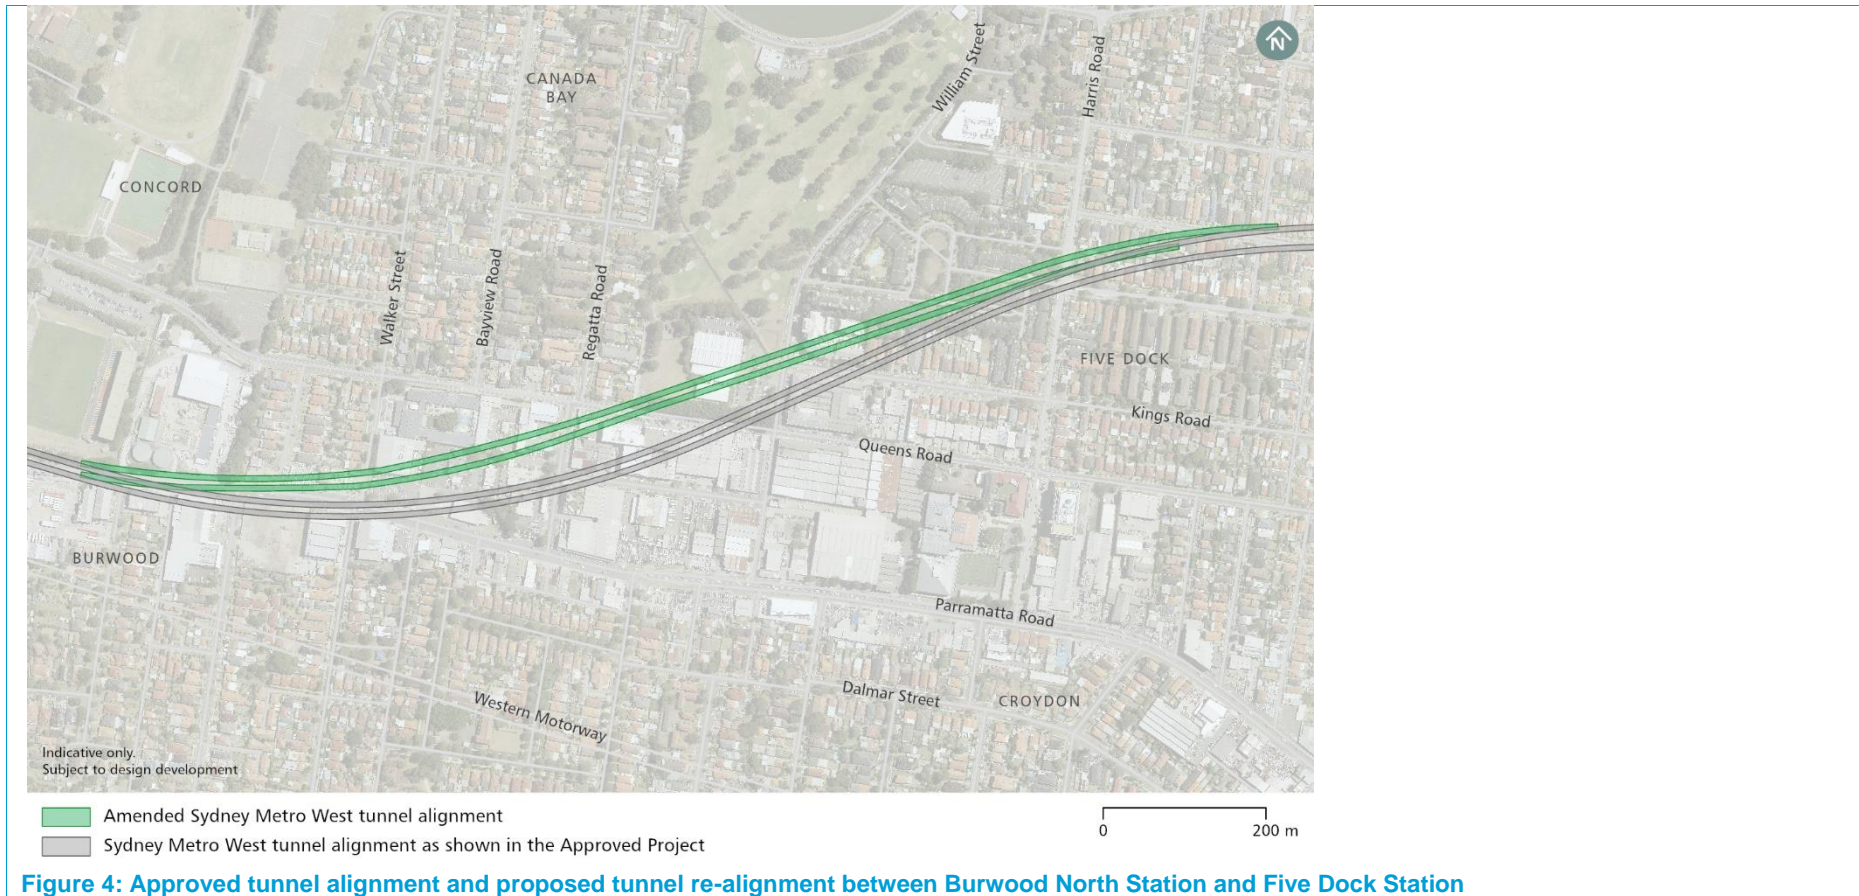 N
CANADA
BAY
William Street
Harris Road
CONCORD
Walker Street
Bayview Road
Regatta Road
FIVE DOCK
Kings Road
Queens Road
BURWOOD
Parramatta Road
Dalmar Street
CROYDON
Western Motorway
Indicative only.
Subject to design development
Amended Sydney Metro West tunnel alignment
0 200 m
Sydney Metro West tunnel alignment as shown in the Approved Project
Figure 4: Approved tunnel alignment and proposed tunnel re-alignment between Burwood North Station and Five Dock Station